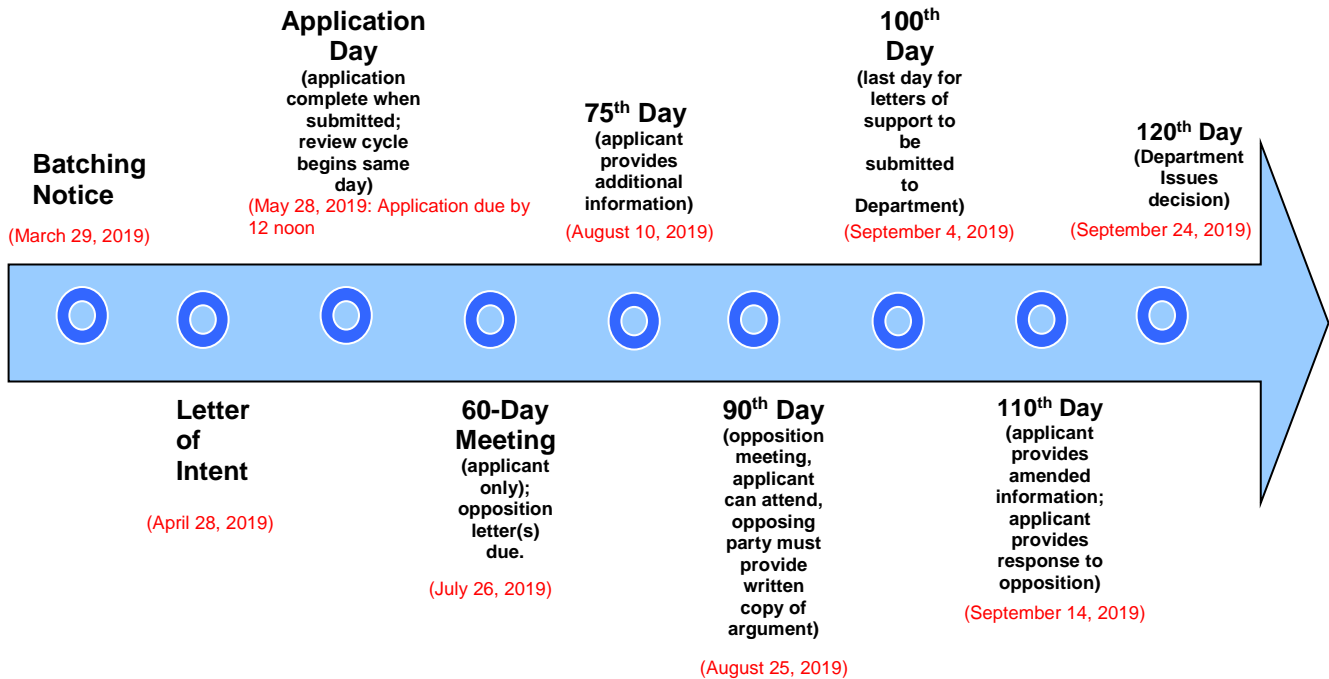 Batching
Notice
(March 29, 2019)
Letter
of
Intent
(April 28, 2019)
Application
Day
(application
complete when
submitted;
review cycle
begins same
day)
(May 28, 2019: Application due by
12 noon
60-Day
Meeting
(applicant
only);
opposition
letter(s)
due.
(July 26, 2019)
75th Day
(applicant
provides
additional
information)
(August 10, 2019)
90th Day
(opposition
meeting,
applicant
can attend,
opposing
party must
provide
written
copy of
argument)
(August 25, 2019)
100th
Day
(last day for
letters of
support to
be
submitted
to
Department)
(September 4, 2019)
110th Day
(applicant
provides
amended
information;
applicant
provides
response to
opposition)
(September 14, 2019)
120th Day
(Department
Issues
decision)
(September 24, 2019)